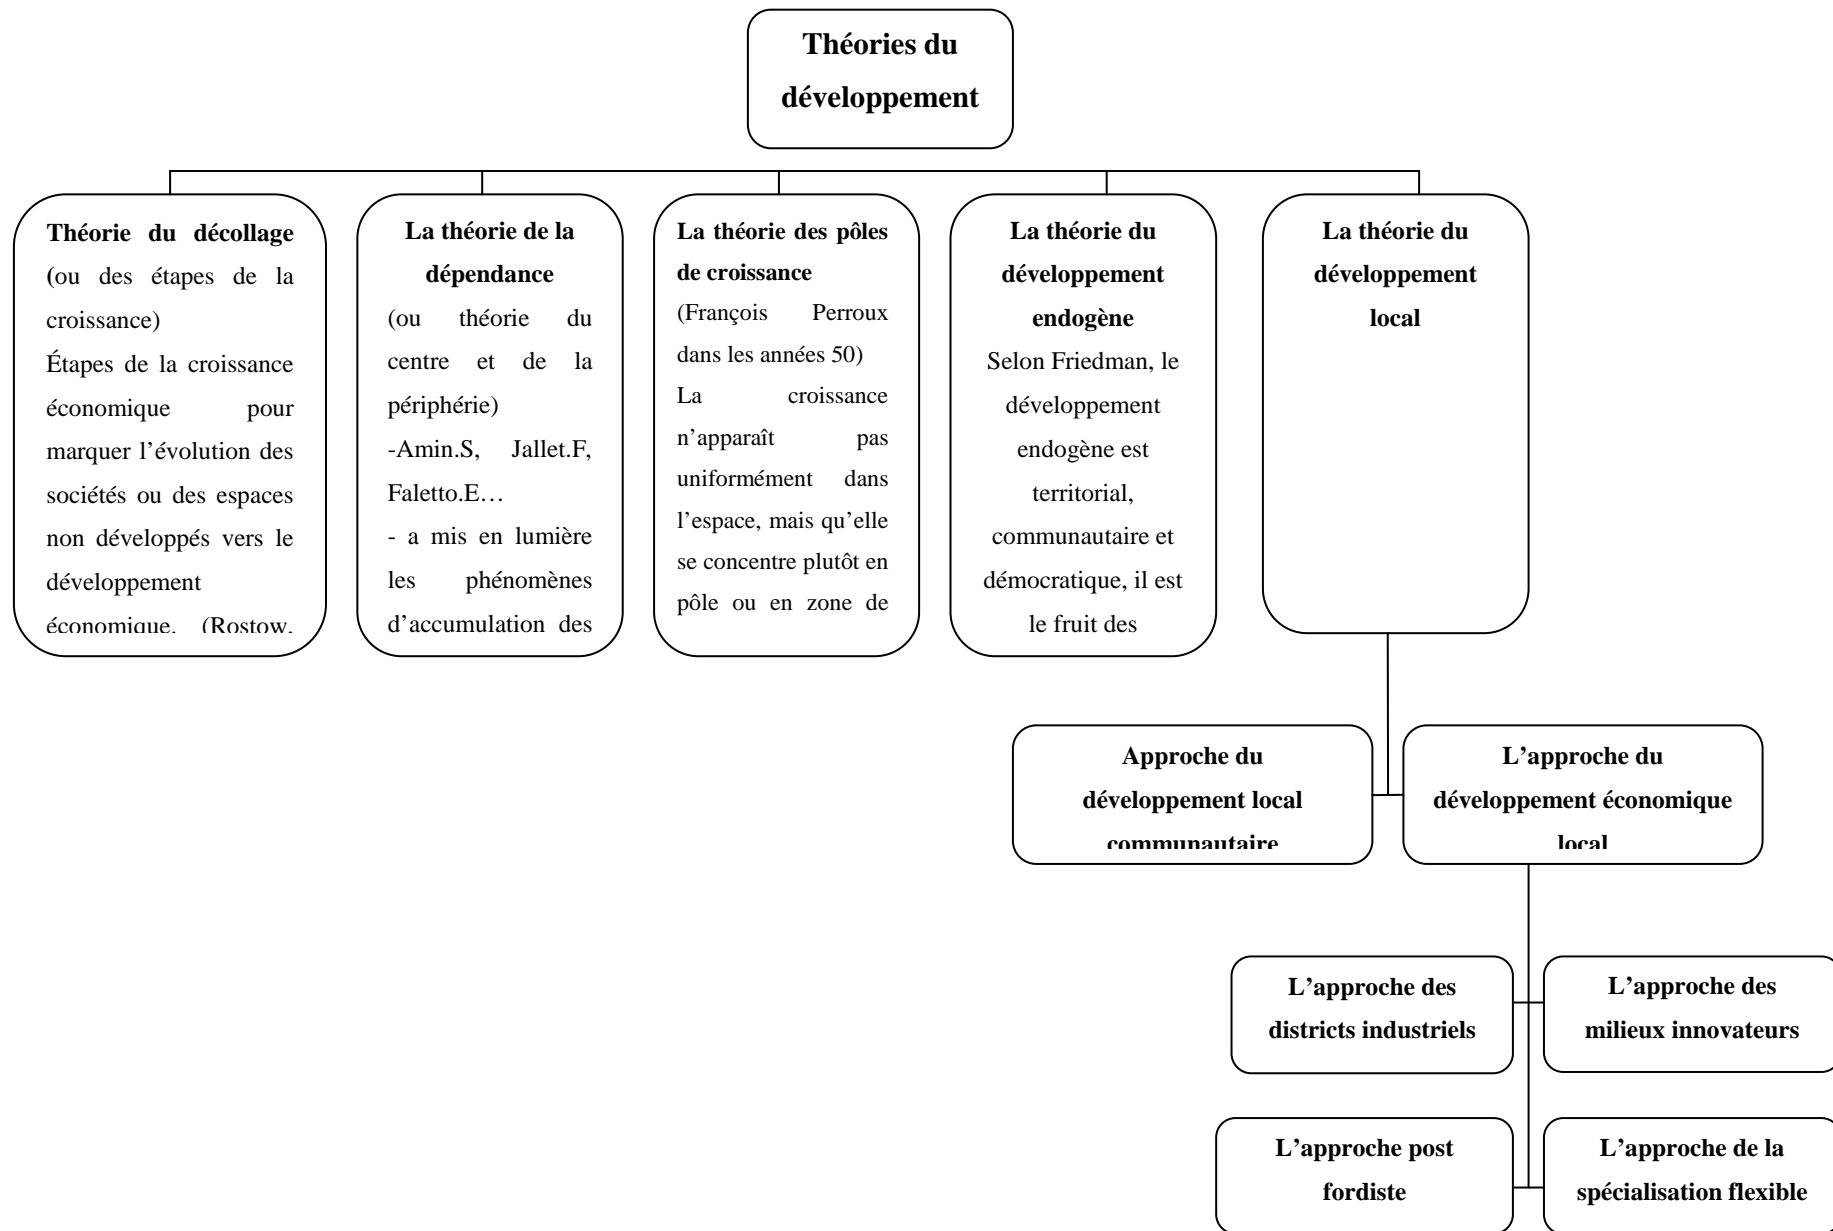 Théories du
développement
Théorie du décollage
(ou des étapes de la
croissance)
Étapes de la croissance
économique pour
marquer l’évolution des
sociétés ou des espaces
non développés vers le
développement
économique. (Rostow,
La théorie de la
dépendance
(ou théorie du
centre et de la
périphérie)
-Amin.S, Jallet.F,
Faletto.E…
- a mis en lumière
les phénomènes
d’accumulation des
La théorie des pôles
de croissance
(François Perroux
dans les années 50)
La croissance
n’apparaît pas
uniformément dans
l’espace, mais qu’elle
se concentre plutôt en
pôle ou en zone de
La théorie du
développement
endogène
Selon Friedman, le
développement
endogène est
territorial,
communautaire et
démocratique, il est
le fruit des
La théorie du
développement
local
Approche du
développement local
communautaire
L’approche du
développement économique
local
L’approche des
districts industriels
L’approche des
milieux innovateurs
L’approche post
fordiste
L’approche de la
spécialisation flexible